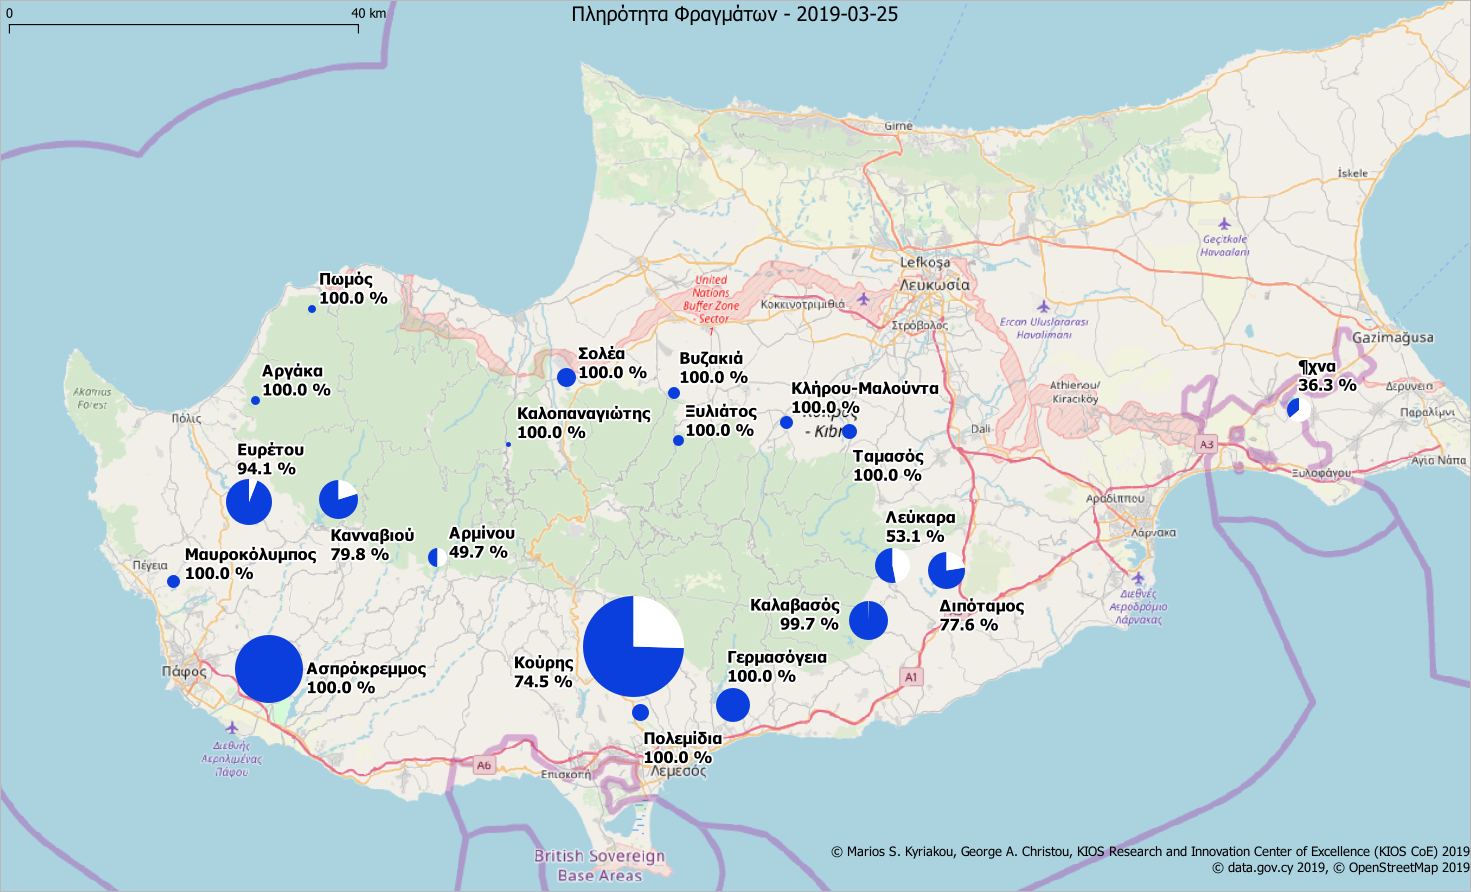 0
40 km
Πληρότητα Φραγμάτων - 2019-03-25
Girne
İskele
Geçitkale
Havaalanı
Lefkoşa
Λευκωσία
United
Nations
Buffer Zone
- Sector
1
Κοκκινοτριμιθιά
Στρόβολος
Ercan Uluslararası
Havalimanı
Gazimağusa
Πωμός
100.0 %
Σολέα
100.0 %
Βυζακιά
100.0 %
Αργάκα
100.0 %
¶χνα
36.3 %
Akamas
Forest
Πόλις
Κλήρου-Μαλούντα
100.0 %
- Kıbrıs
Athienou/
Kiracıköy
Δερύνεια
Παραλίμνι
Καλοπαναγιώτης
100.0 %
Ξυλιάτος
100.0 %
Dali
A3
Αγία Νάπα
Ξυλοφάγου
Ευρέτου
94.1 %
Ταμασός
100.0 %
Αραδίππου
Λάρνακα
Κανναβιού
79.8 %
Αρμίνου
49.7 %
Λεύκαρα
53.1 %
Μαυροκόλυμπος
100.0 %
Πέγεια
Διπόταμος
77.6 %
Διεθνές
Αεροδρόμιο
Λάρνακας
Καλαβασός
99.7 %
Πάφος
Ασπρόκρεμμος
100.0 %
Κούρης
74.5 %
Γερμασόγεια
100.0 %
A1
Διεθνής
Αερολιμένας
Πάφου
Πολεμίδια
100.0 %
Λεμεσός
A6
Επισκοπή
British Sovereign
Base Areas
© Marios S. Kyriakou, George A. Christou, KIOS Research and Innovation Center of Excellence (KIOS CoE) 2019
© data.gov.cy 2019, © OpenStreetMap 2019